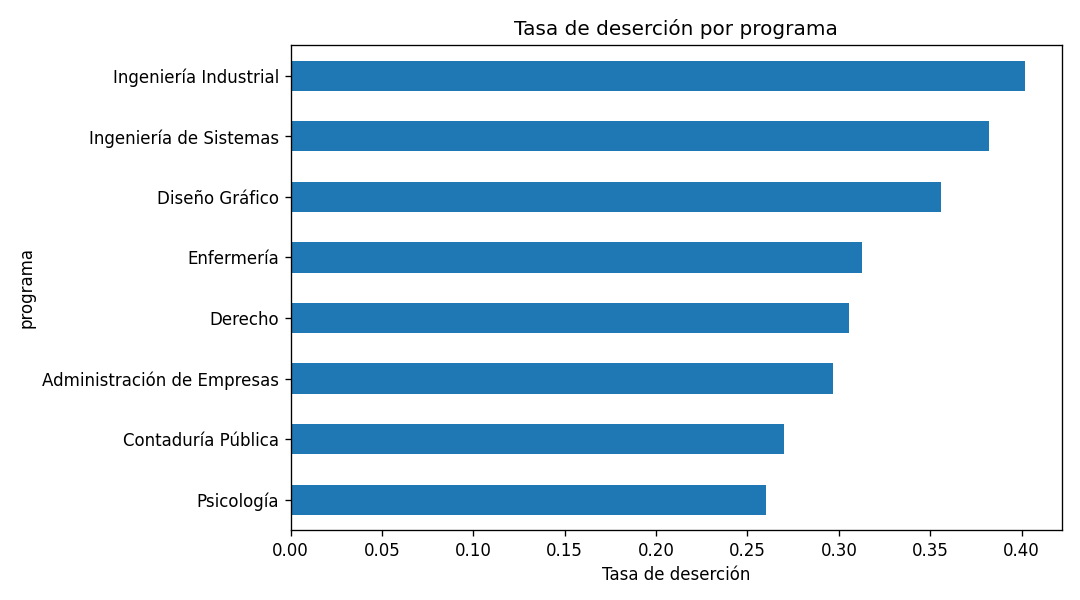 Tasa de deserción por programa
programa
Ingeniería Industrial
Ingeniería de Sistemas
Diseño Gráfico
Enfermería
Derecho
Administración de Empresas
Contaduría Pública
Psicología
0.00 0.05 0.10 0.15 0.20 0.25 0.30 0.35 0.40
Tasa de deserción